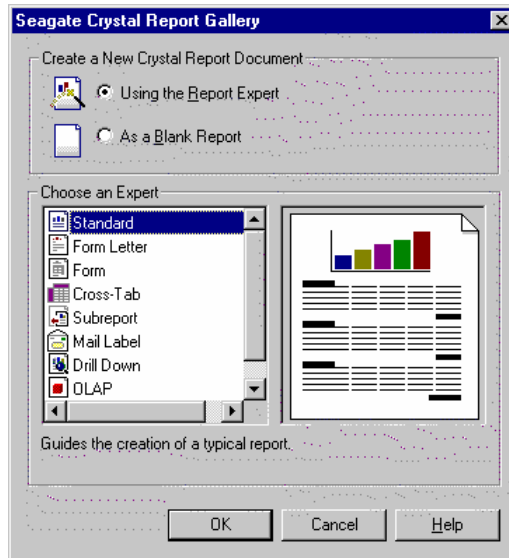 Seagate Crystal Report Gallery
Create a New Crystal Report Document
Using the Report Expert
As a Blank Report
Choose an Expert
Standard
Form Letter
Form
Cross-Tab
Subreport
Mail Label
Drill Down
OLAP
Guides the creation of a typical report.
OK Cancel Help